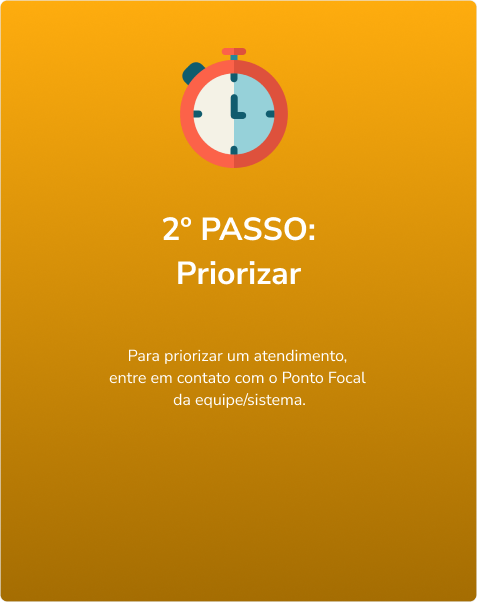 2º PASSO:
Priorizar
Para priorizar um atendimento,
entre em contato com o Ponto Focal
da equipe/sistema.